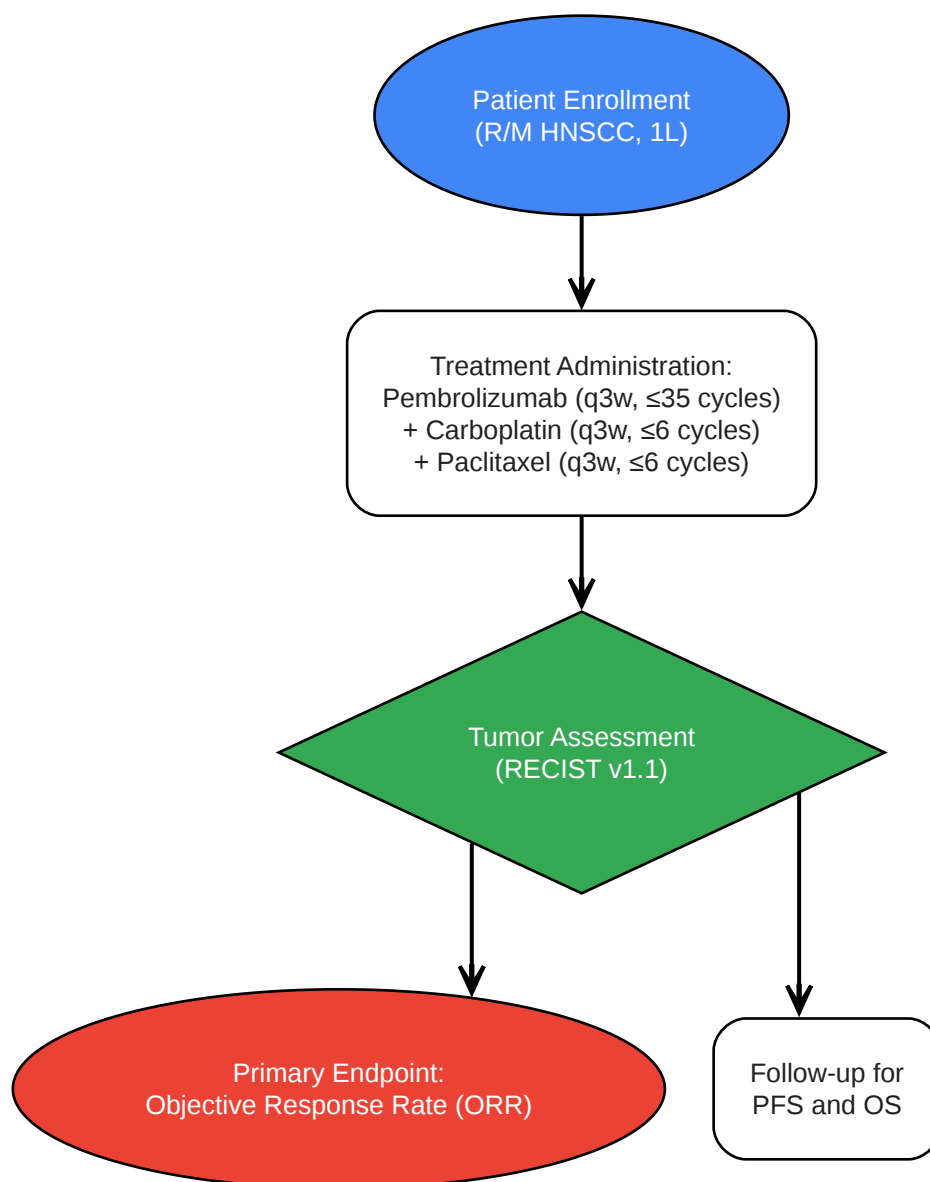 Patient Enrollment
(R/M HNSCC, 1L)
Treatment Administration:
Pembrolizumab (q3w, ≤35 cycles)
+ Carboplatin (q3w, ≤6 cycles)
+ Paclitaxel (q3w, ≤6 cycles)
Tumor Assessment
(RECIST v1.1)
Primary Endpoint:
Objective Response Rate (ORR)
Follow-up for
PFS and OS